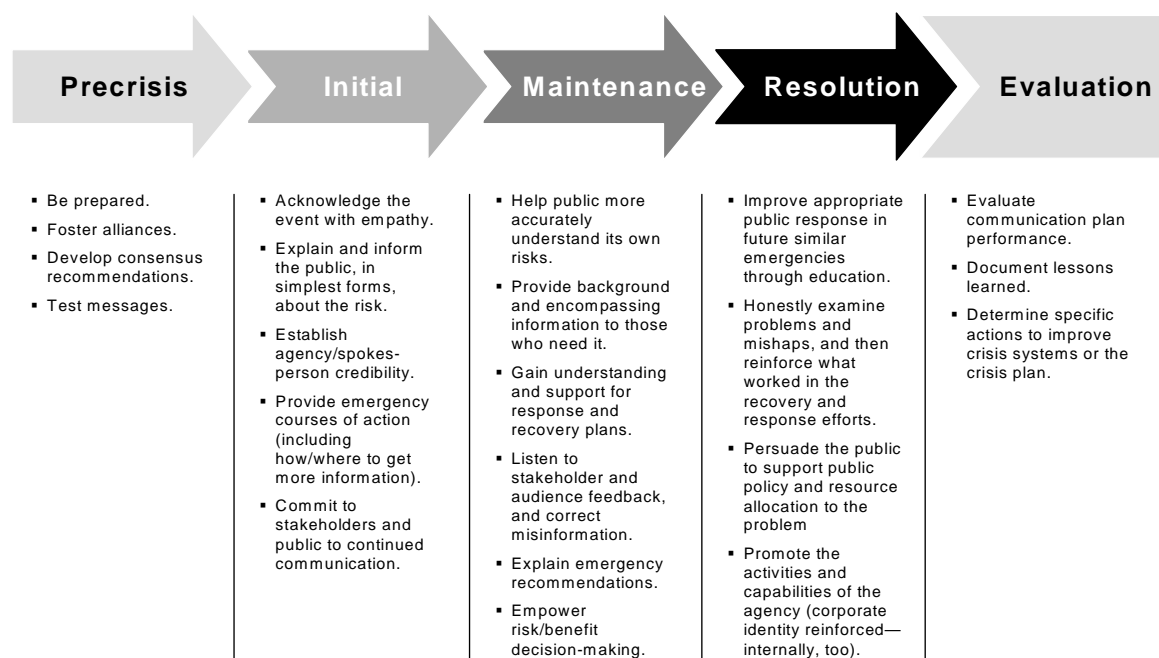 Precrisis
Initial
Maintenance
Resolution
Evaluation
▪ Be prepared.
▪ Foster alliances.
▪ Develop consensus
recommendations.
▪ Test messages.
▪ Acknowledge the
event with empathy.
▪ Explain and inform
the public, in
simplest forms,
about the risk.
▪ Establish
agency/spokes-
person credibility.
▪ Provide emergency
courses of action
(including
how/where to get
more information).
▪ Commit to
stakeholders and
public to continued
communication.
▪ Help public more
accurately
understand its own
risks.
▪ Provide background
and encompassing
information to those
who need it.
▪ Gain understanding
and support for
response and
recovery plans.
▪ Listen to
stakeholder and
audience feedback,
and correct
misinformation.
▪ Explain emergency
recommendations.
▪ Empower
risk/benefit
decision-making.
▪ Improve appropriate
public response in
future similar
emergencies
through education.
▪ Honestly examine
problems and
mishaps, and then
reinforce what
worked in the
recovery and
response efforts.
▪ Persuade the public
to support public
policy and resource
allocation to the
problem
▪ Promote the
activities and
capabilities of the
agency (corporate
identity reinforced—
internally, too).
▪ Evaluate
communication plan
performance.
▪ Document lessons
learned.
▪ Determine specific
actions to improve
crisis systems or the
crisis plan.